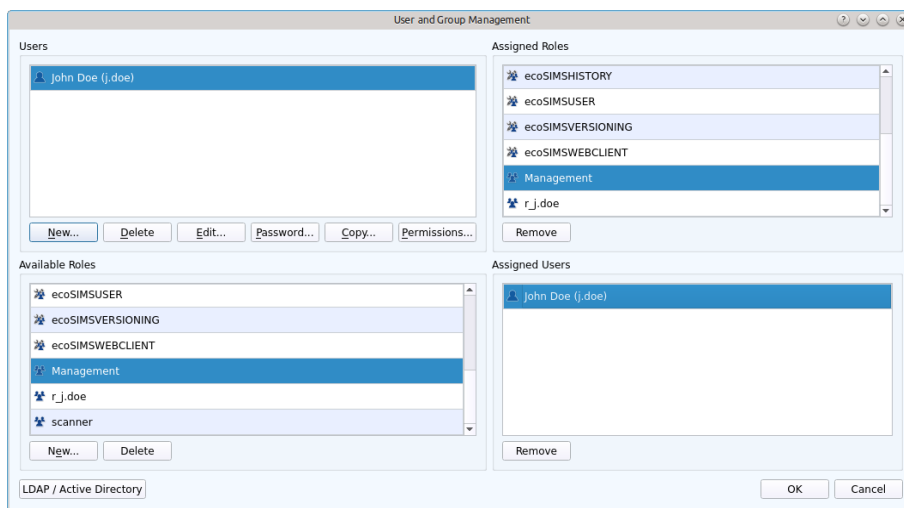 User and Group Management
Users
John Doe (j.doe)
New...
Delete
Edit...
Password...
Copy...
Permissions...
Assigned Roles
ecoSIMSHISTORY
ecoSIMSUSER
ecoSIMSVERSIONING
ecoSIMSWEBCLIENT
Management
r_j.doe
Remove
Available Roles
ecoSIMSUSER
ecoSIMSVERSIONING
ecoSIMSWEBCLIENT
Management
r_j.doe
scanner
New...
Delete
Assigned Users
John Doe (j.doe)
Remove
LDAP / Active Directory
OK
Cancel